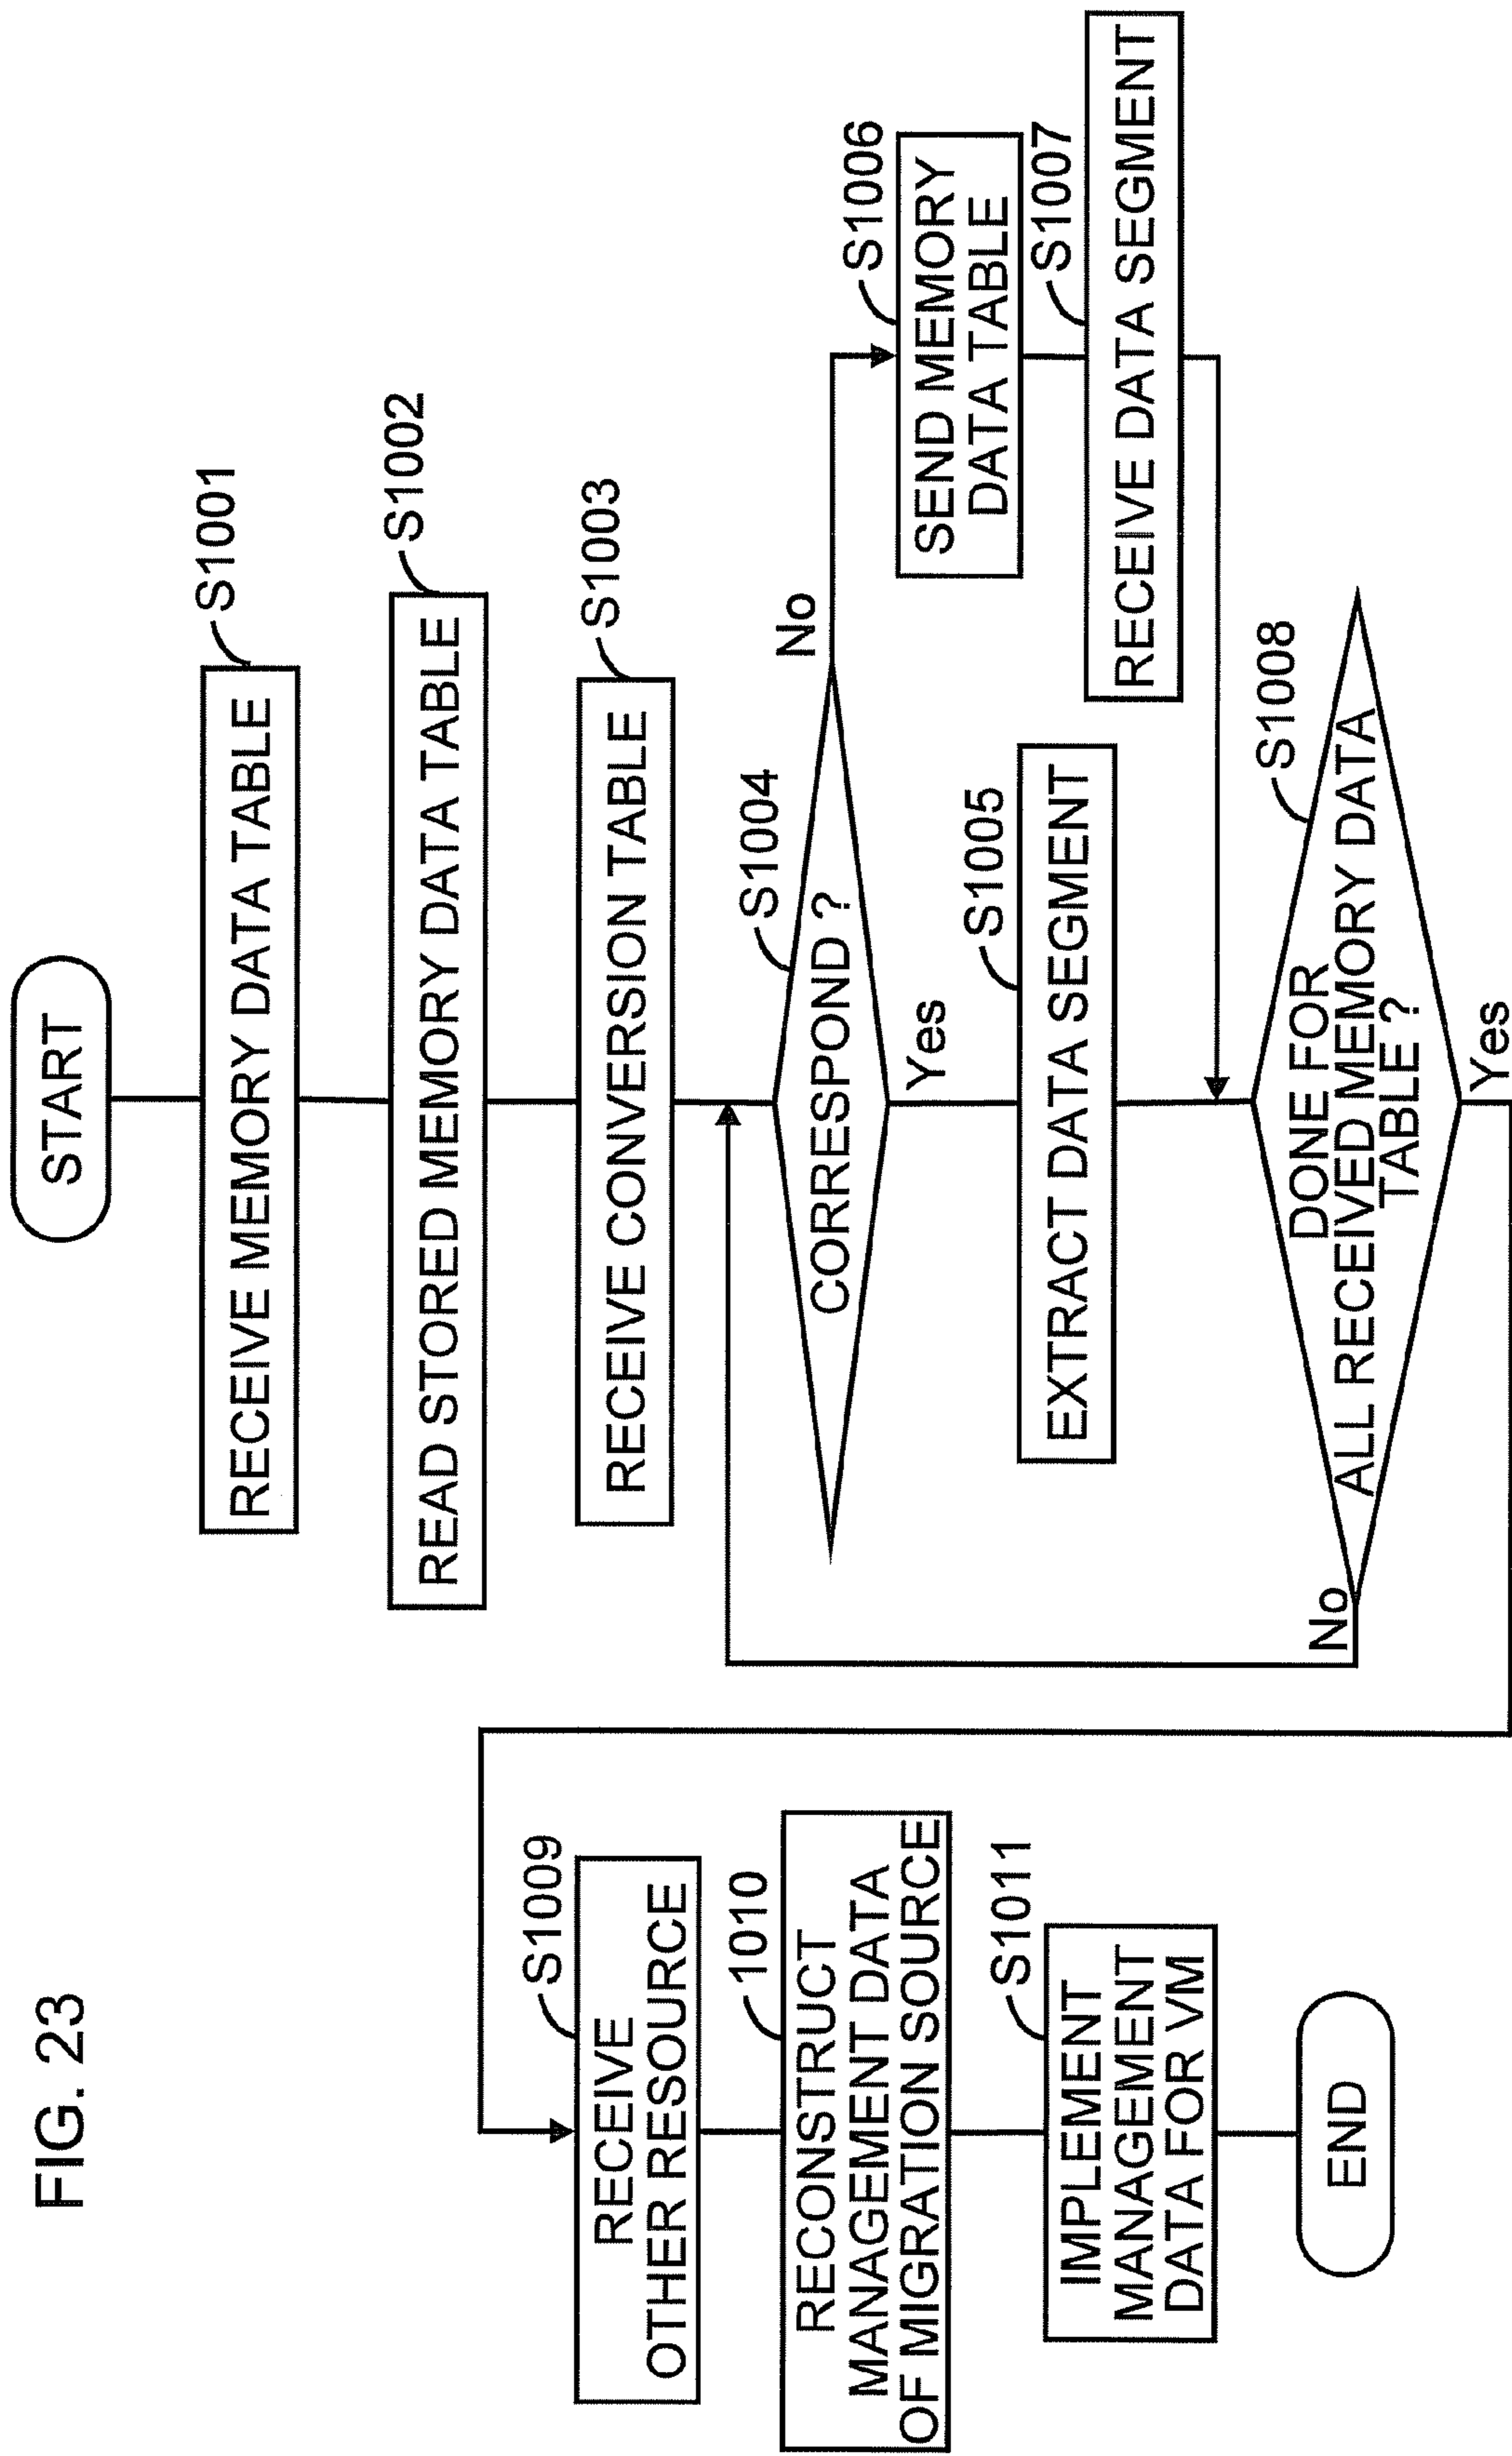 FIG. 23
START
S1001
RECEIVE MEMORY DATA TABLE
S1002
READ STORED MEMORY DATA TABLE
S1003
RECEIVE CONVERSION TABLE
S1004
CORRESPOND ?
No
Yes
S1005
EXTRACT DATA SEGMENT
S1006
SEND MEMORY
DATA TABLE
S1007
RECEIVE DATA SEGMENT
S1008
DONE FOR
ALL RECEIVED MEMORY DATA
TABLE ?
No
Yes
S1009
RECEIVE
OTHER RESOURCE
1010
RECONSTRUCT
MANAGEMENT DATA
OF MIGRATION SOURCE
S1011
IMPLEMENT
MANAGEMENT
DATA FOR VM
END